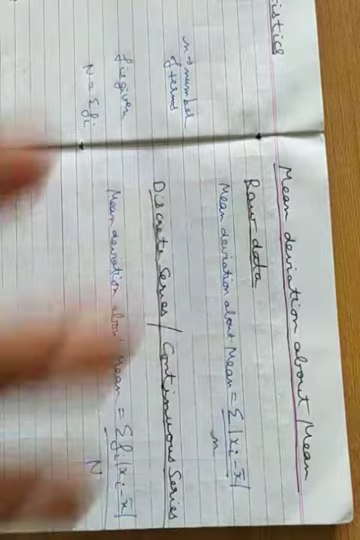 istics
Mean deviation about Mean
Raw data
n → number
of terms
Mean deviation about Mean = Σ|xi - x̄|
n
Discrete Series / Continuous Series
fi = given
N = Σfi
Mean deviation about Mean = Σfi|xi - x̄|
N